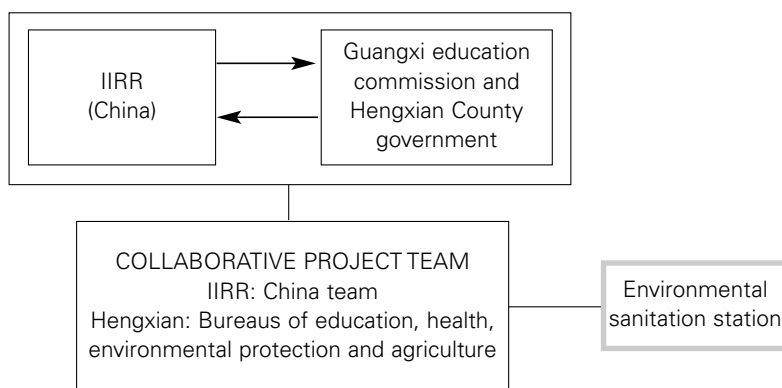 IIRR
(China)
Guangxi education
commission and
Hengxian County
government
COLLABORATIVE PROJECT TEAM
IIRR: China team
Hengxian: Bureaus of education, health,
environmental protection and agriculture
Environmental
sanitation station